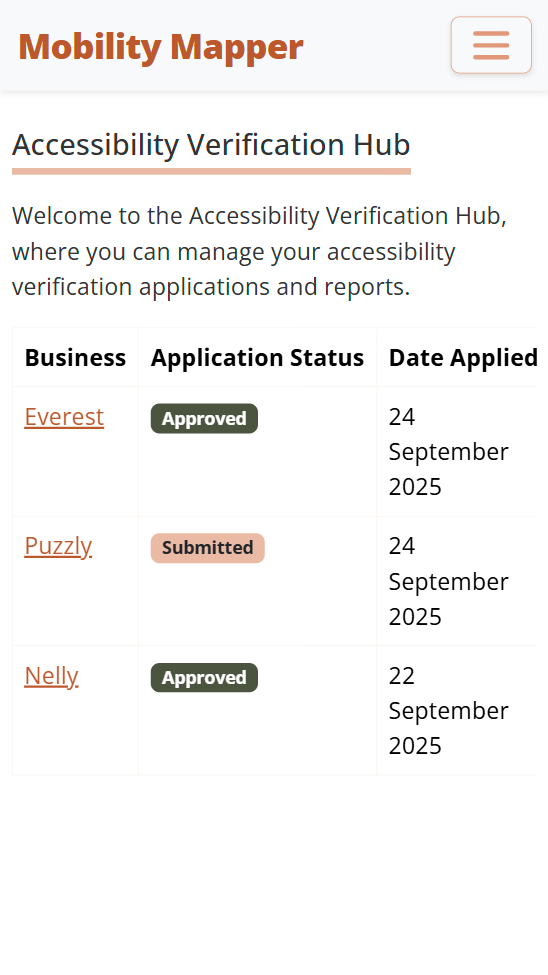 Mobility Mapper
Accessibility Verification Hub
Welcome to the Accessibility Verification Hub,
where you can manage your accessibility
verification applications and reports.
Business Application Status Date Applied
Everest Approved 24
September
2025
Puzzly Submitted 24
September
2025
Nelly Approved 22
September
2025